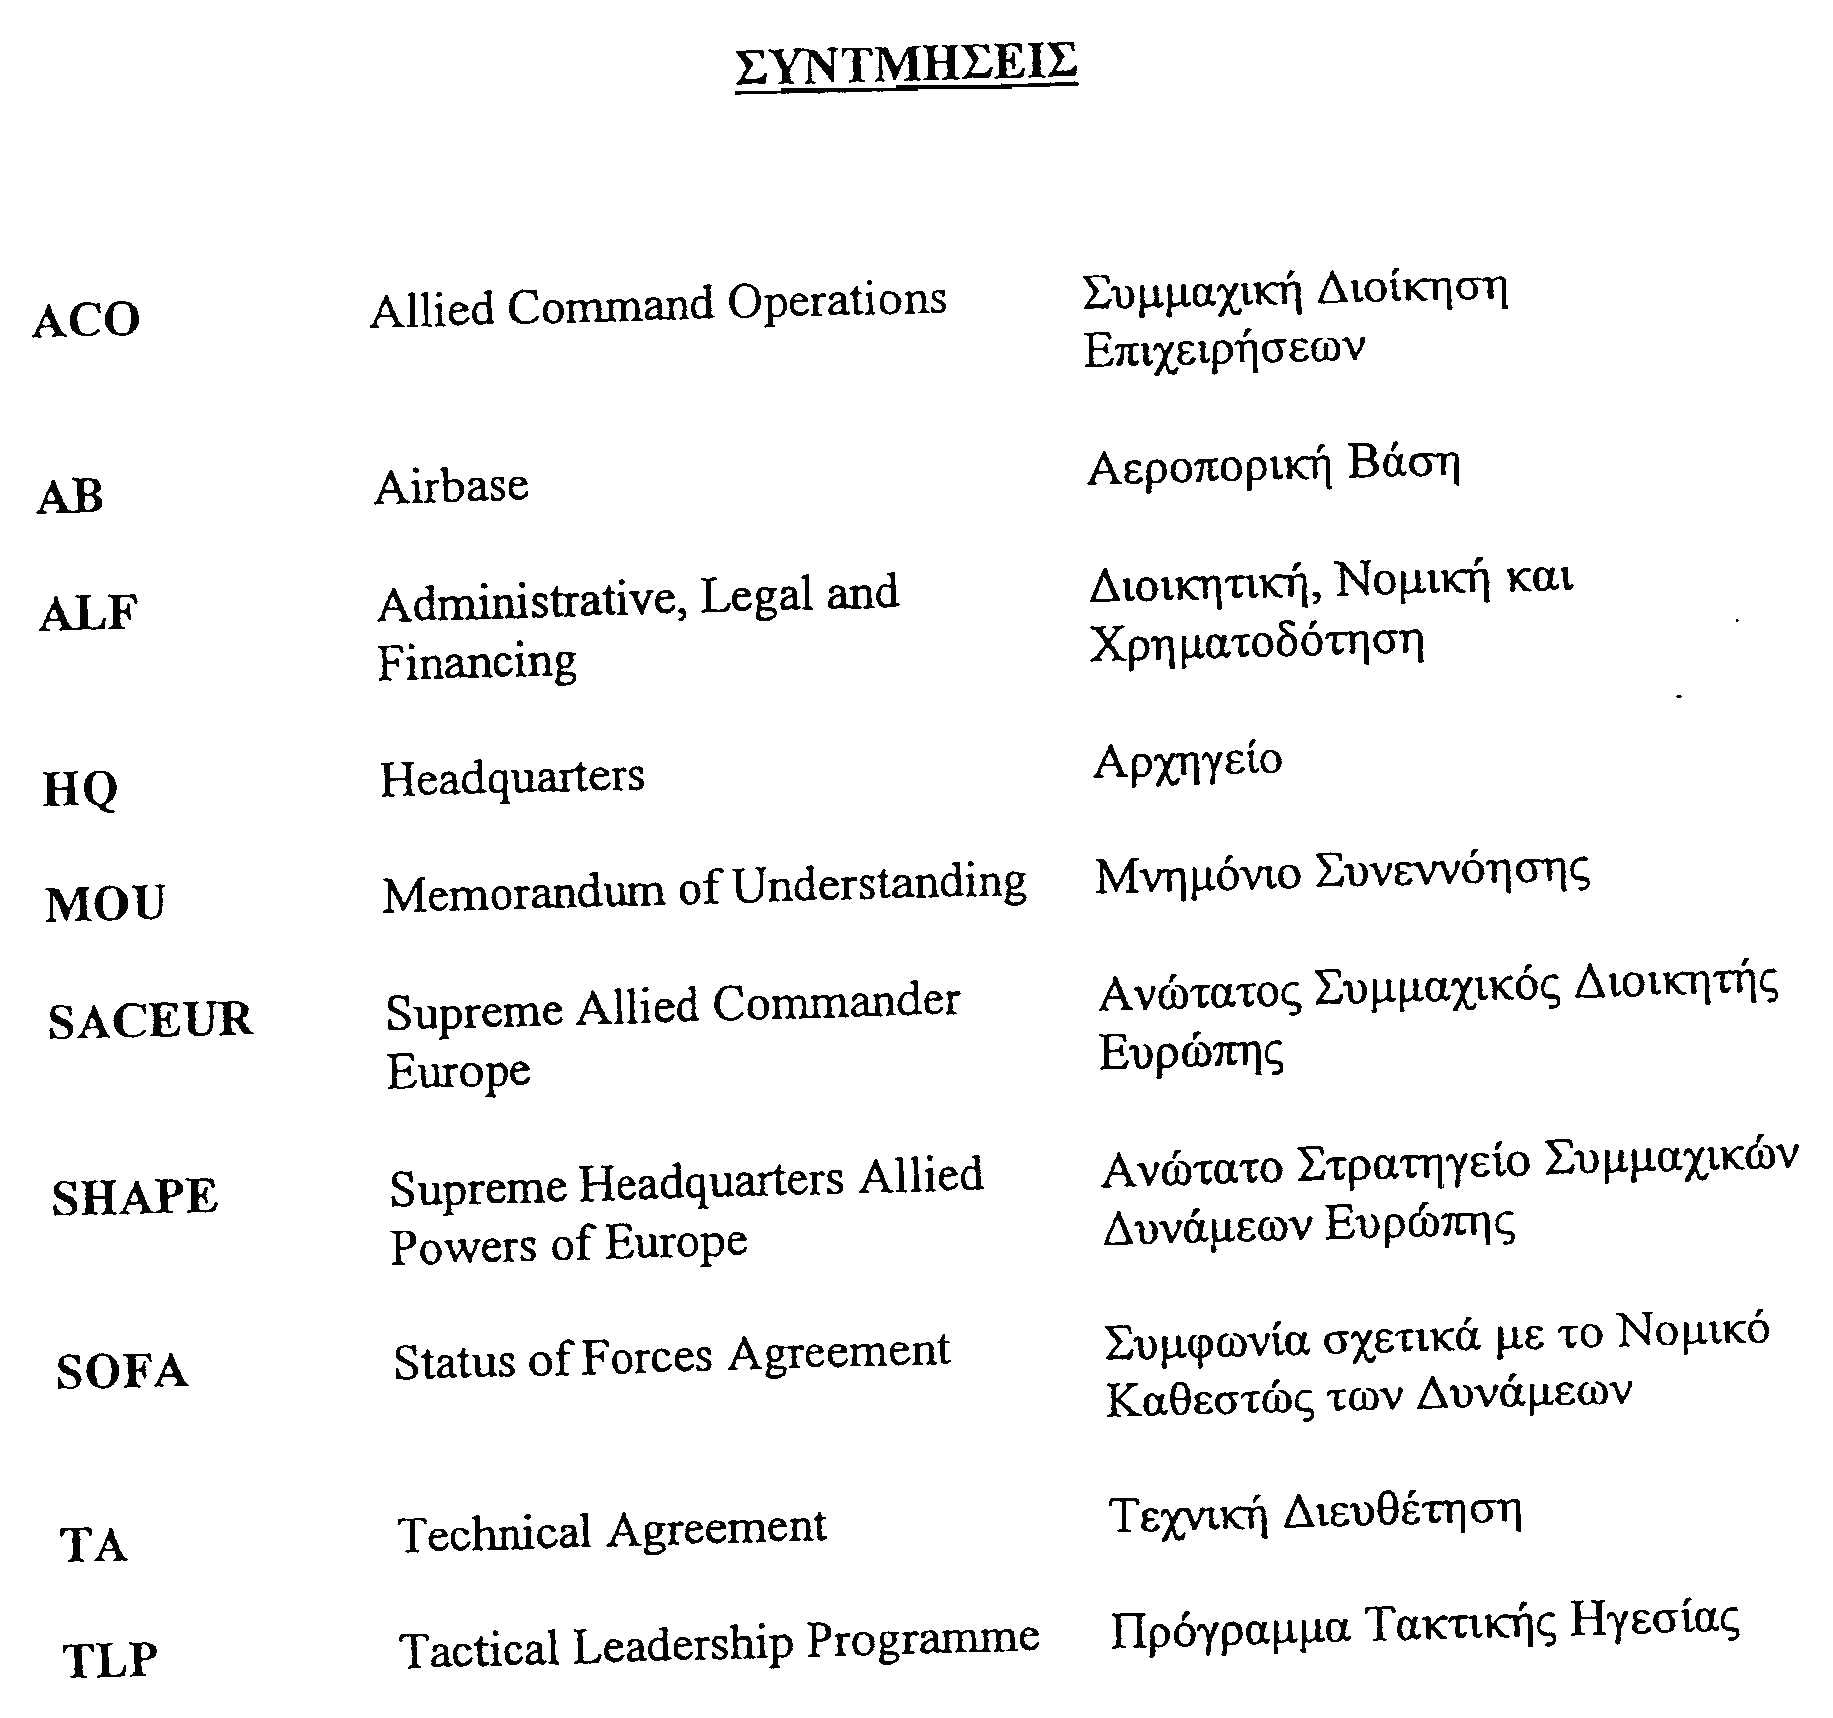 ΣΥΝΤΜΗΣΕΙΣ
ACO Allied Command Operations Συμμαχική Διοίκηση
Επιχειρήσεων
AB Airbase Αεροπορική Βάση
ALF Administrative, Legal and Διοικητική, Νομική και
Financing Χρηματοδότηση
HQ Headquarters Αρχηγείο
MOU Memorandum of Understanding Μνημόνιο Συνεννόησης
SACEUR Supreme Allied Commander Ανώτατος Συμμαχικός Διοικητής
Europe Ευρώπης
SHAPE Supreme Headquarters Allied Ανώτατο Στρατηγείο Συμμαχικών
Powers of Europe Δυνάμεων Ευρώπης
SOFA Status of Forces Agreement Συμφωνία σχετικά με το Νομικό
Καθεστώς των Δυνάμεων
TA Technical Agreement Τεχνική Διευθέτηση
TLP Tactical Leadership Programme Πρόγραμμα Τακτικής Ηγεσίας